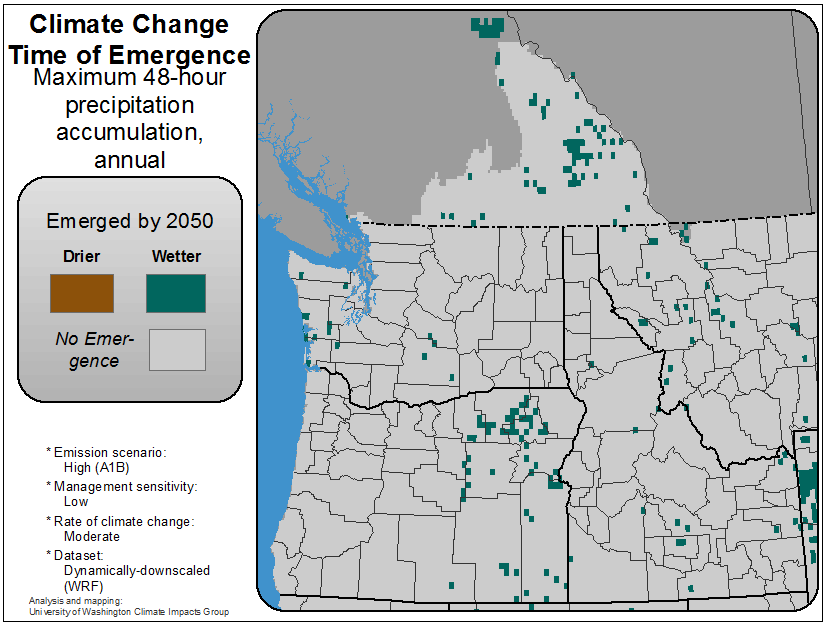 Climate Change
Time of Emergence
Maximum 48-hour
precipitation
accumulation,
annual
Emerged by 2050
Drier Wetter
No Emer-
gence
* Emission scenario:
High (A1B)
* Management sensitivity:
Low
* Rate of climate change:
Moderate
* Dataset:
Dynamically-downscaled
(WRF)
Analysis and mapping:
University of Washington Climate Impacts Group